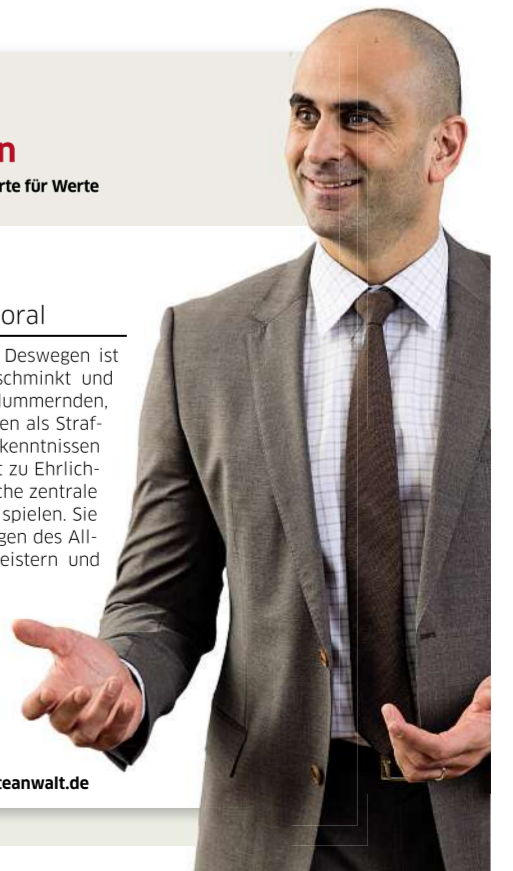 n
rte für Werte
oral
Deswegen ist
schminkt und
lummernden,
en als Straf-
kenntnissen
t zu Ehrlich-
che zentrale
spielen. Sie
gen des All-
eistern und
teanwalt.de